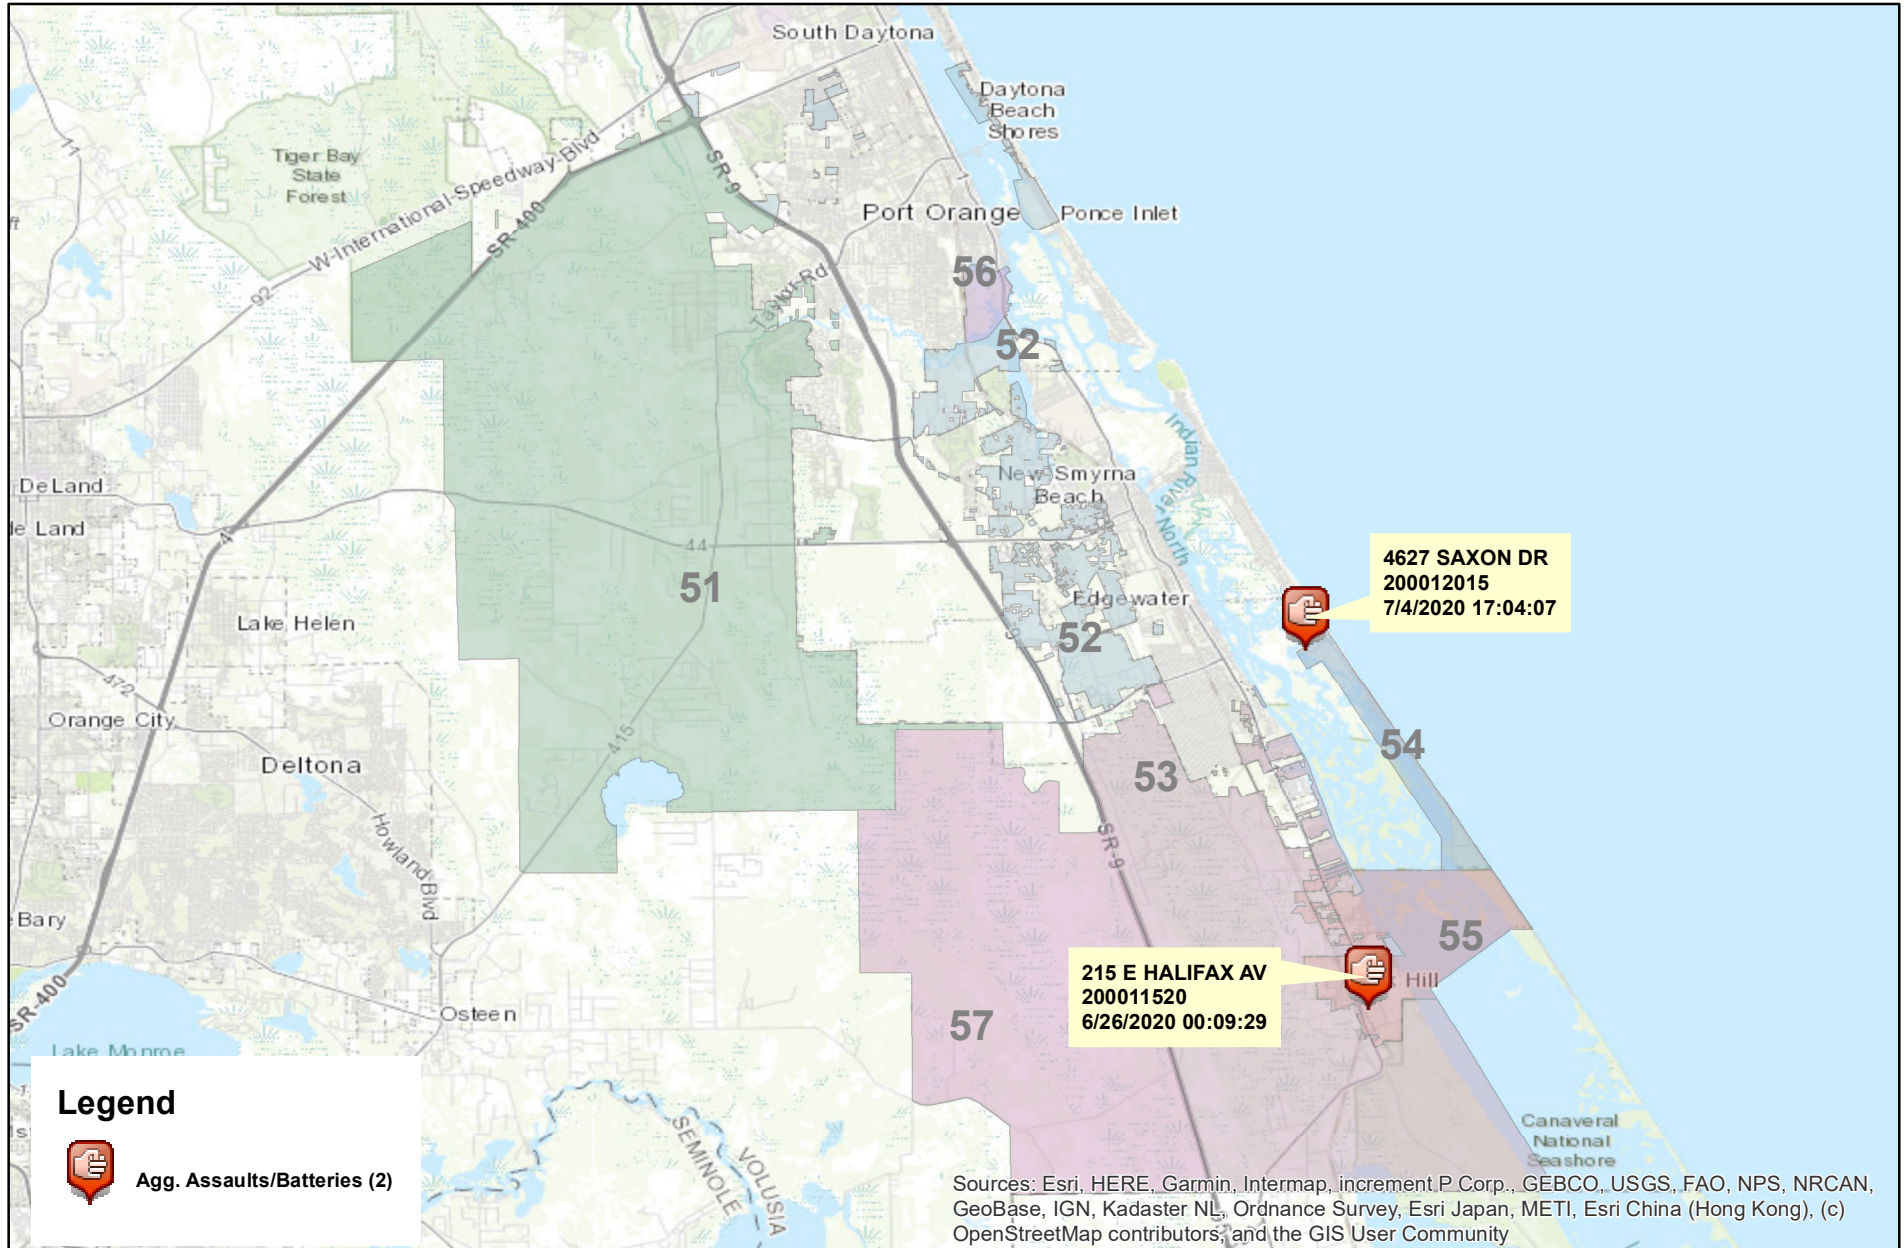 South Daytona
Daytona
Beach
Shores
11
Tiger Bay
State
Forest
W-International-Speedway-Blvd
SR-9
1
SR-400
Port Orange
Ponce Inlet
92
56
Taylor Rd
52
Indian River North
New Smyrna
Beach
DeLand
de Land
4
44
51
Edgewater
4627 SAXON DR
200012015
7/4/2020 17:04:07
Lake Helen
52
472
Orange City
415
54
Deltona
53
Howland Blvd
SR-9
Bary
55
215 E HALIFAX AV
200011520
6/26/2020 00:09:29
Hill
SR-400
Osteen
57
Lake Monroe
Legend
Agg. Assaults/Batteries (2)
SEMINOLE
VOLUSIA
Canaveral
National
Seashore
Sources: Esri, HERE, Garmin, Intermap, increment P Corp., GEBCO, USGS, FAO, NPS, NRCAN,
GeoBase, IGN, Kadaster NL, Ordnance Survey, Esri Japan, METI, Esri China (Hong Kong), (c)
OpenStreetMap contributors, and the GIS User Community